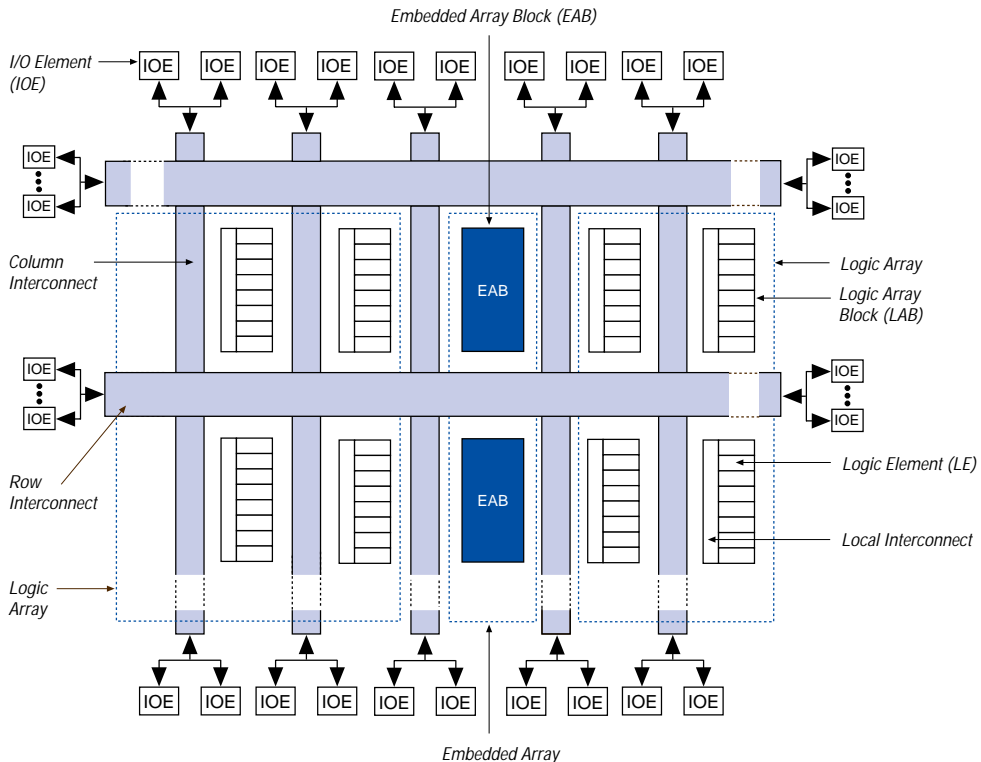 Embedded Array Block (EAB)
I/O Element
(IOE)
IOE IOE IOE IOE IOE IOE IOE IOE IOE IOE
IOE IOE
IOE IOE
Column
Interconnect
EAB
Logic Array
Logic Array
Block (LAB)
IOE IOE
IOE IOE
Row
Interconnect
EAB
Logic Element (LE)
Local Interconnect
Logic
Array
IOE IOE IOE IOE IOE IOE IOE IOE IOE IOE
Embedded Array